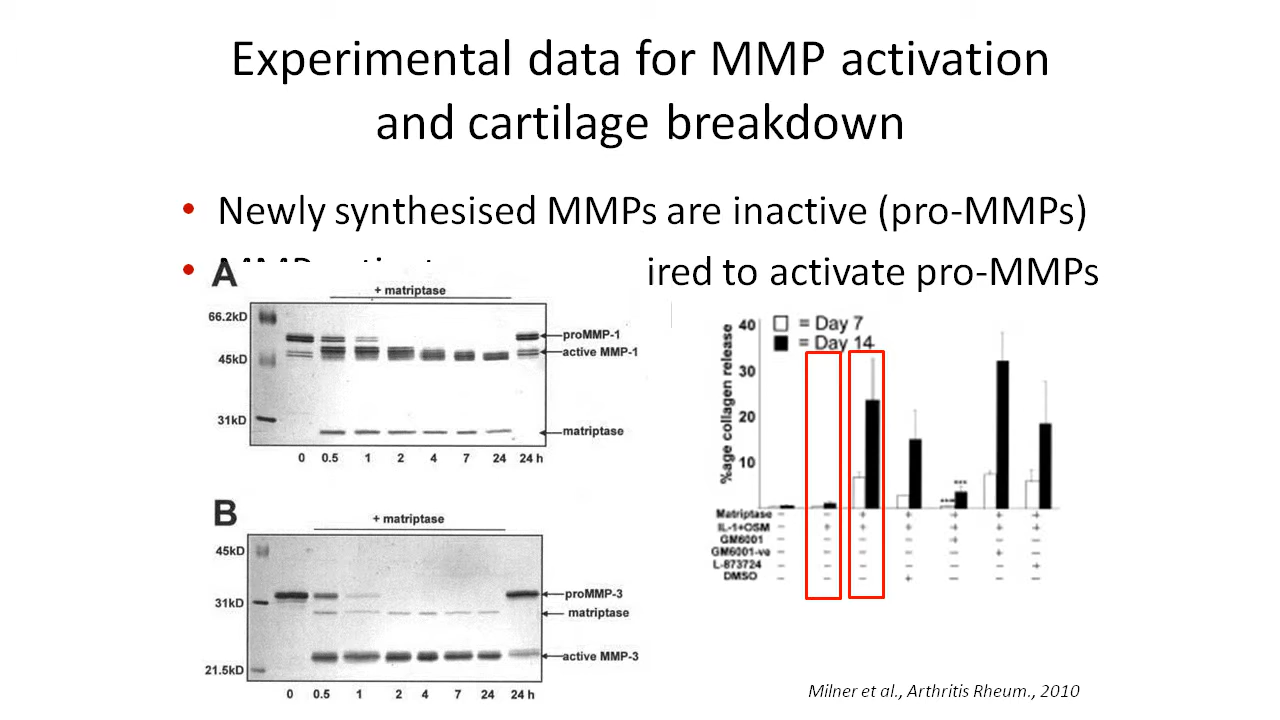 Experimental data for MMP activation
and cartilage breakdown
• Newly synthesised MMPs are inactive (pro-MMPs)
• ired to activate pro-MMPs
A
+ matriptase
66.2kD
45kD
31kD
proMMP-1
active MMP-1
matriptase
0 0.5 1 2 4 7 24 24 h
B
+ matriptase
45kD
31kD
21.5kD
proMMP-3
matriptase
active MMP-3
0 0.5 1 2 4 7 24 24 h
%age collagen release
40
30
20
10
= Day 7
= Day 14
*** ***
Matriptase – – + + + + +
IL-1+OSM – + + + + + +
GM6001 – – – – + – –
GM6001-ve – – – – – + –
L-873724 – – – – – – +
DMSO – – – + – – –
Milner et al., Arthritis Rheum., 2010